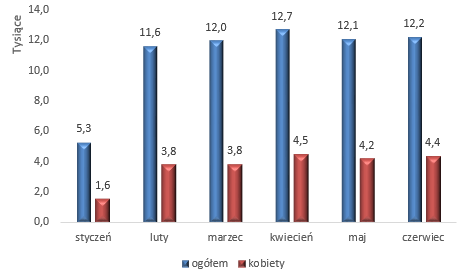 Tysiące
14,0
12,0
10,0
8,0
6,0
4,0
2,0
0,0
5,3 1,6 11,6 3,8 12,0 3,8 12,7 4,5 12,1 4,2 12,2 4,4
styczeń luty marzec kwiecień maj czerwiec
ogółem kobiety